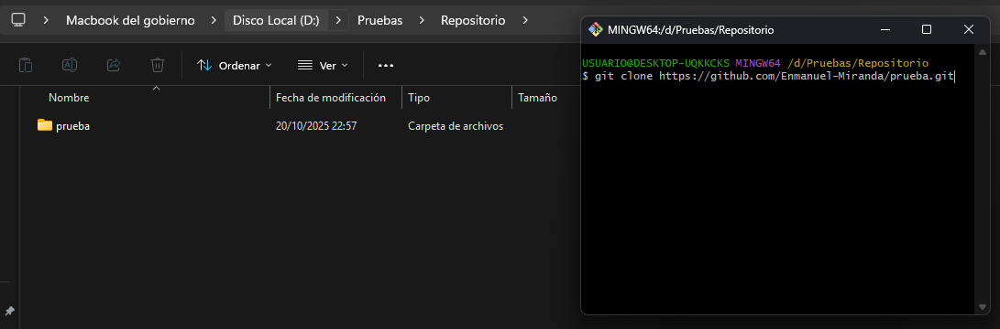 Macbook del gobierno > Disco Local (D:) > Pruebas > Repositorio >
Ordenar Ver ...
Nombre Fecha de modificación Tipo Tamaño
prueba 20/10/2025 22:57 Carpeta de archivos
MINGW64:/d/Pruebas/Repositorio
USUARIO@DESKTOP-UQKKCKS MINGW64 /d/Pruebas/Repositorio
$ git clone https://github.com/Enmanuel-Miranda/prueba.git